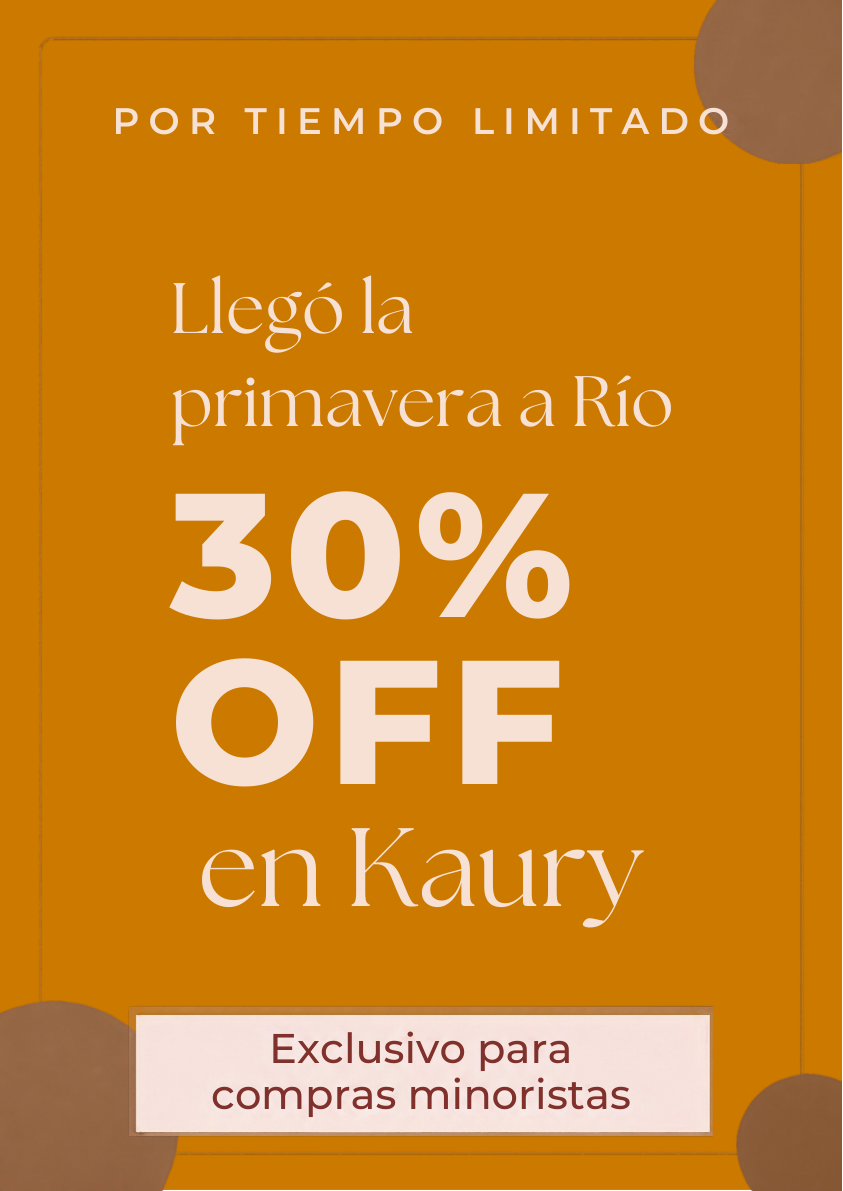 POR TIEMPO LIMITADO
Llegó la
primavera a Río
30%
OFF
en Kaury
Exclusivo para
compras minoristas